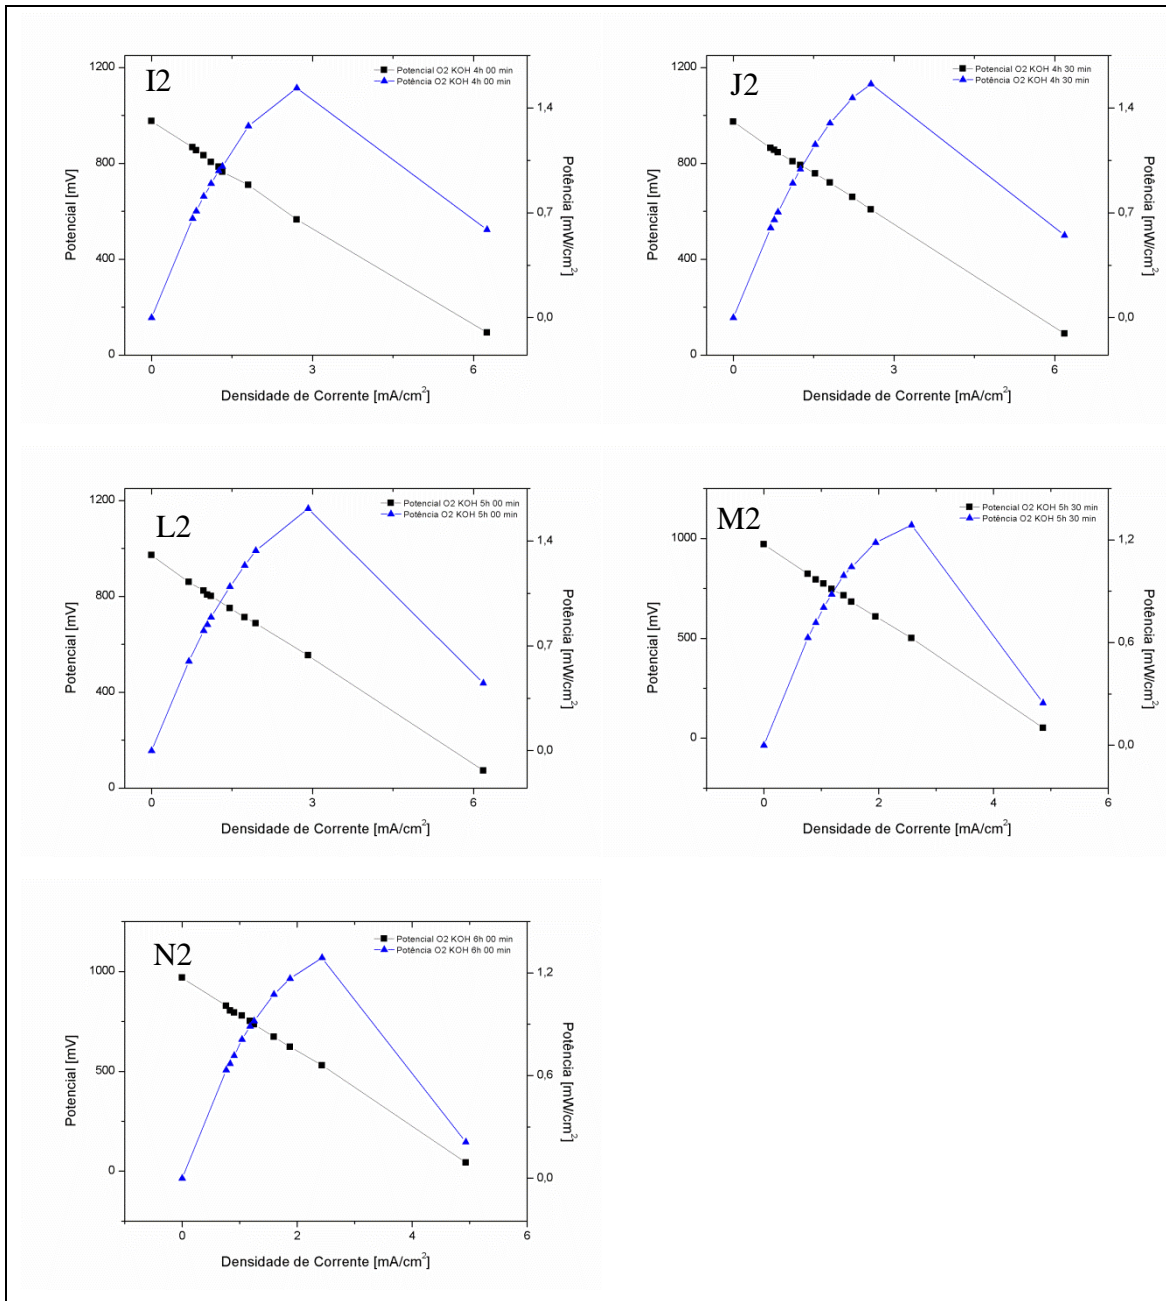 I2
Potencial O2 KOH 4h 00 min
Potência O2 KOH 4h 00 min
1200
800
400
0
Potencial [mV]
1,4
0,7
0,0
Potência [mW/cm²]
0 3 6
Densidade de Corrente [mA/cm²]
J2
Potencial O2 KOH 4h 30 min
Potência O2 KOH 4h 30 min
1200
800
400
0
Potencial [mV]
1,4
0,7
0,0
Potência [mW/cm²]
0 3 6
Densidade de Corrente [mA/cm²]
L2
Potencial O2 KOH 5h 00 min
Potência O2 KOH 5h 00 min
1200
800
400
0
Potencial [mV]
1,4
0,7
0,0
Potência [mW/cm²]
0 3 6
Densidade de Corrente [mA/cm²]
M2
Potencial O2 KOH 5h 30 min
Potência O2 KOH 5h 30 min
1000
500
0
Potencial [mV]
1,2
0,6
0,0
Potência [mW/cm²]
0 2 4 6
Densidade de Corrente [mA/cm²]
N2
Potencial O2 KOH 6h 00 min
Potência O2 KOH 6h 00 min
1000
500
0
Potencial [mV]
1,2
0,6
0,0
Potência [mW/cm²]
0 2 4 6
Densidade de Corrente [mA/cm²]